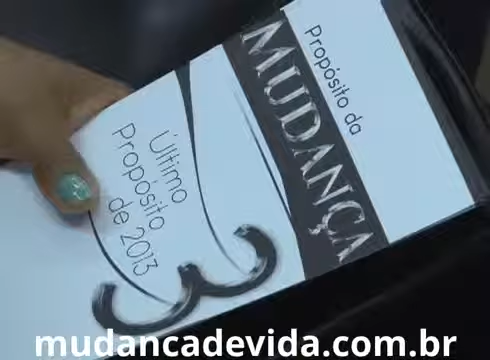 Propósito da
MUDANÇA
Último
Propósito
de 2013
3
mudancadevida.com.br